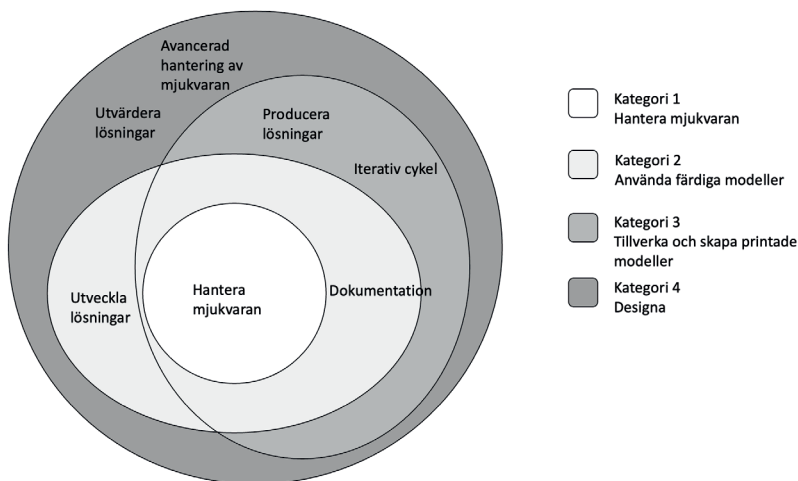 Avancerad
hantering av
mjukvaran
Utvärdera
lösningar
Producera
lösningar
Iterativ cykel
Utveckla
lösningar
Hantera
mjukvaran
Dokumentation
Kategori 1
Hantera mjukvaran
Kategori 2
Använda färdiga modeller
Kategori 3
Tillverka och skapa printade
modeller
Kategori 4
Designa